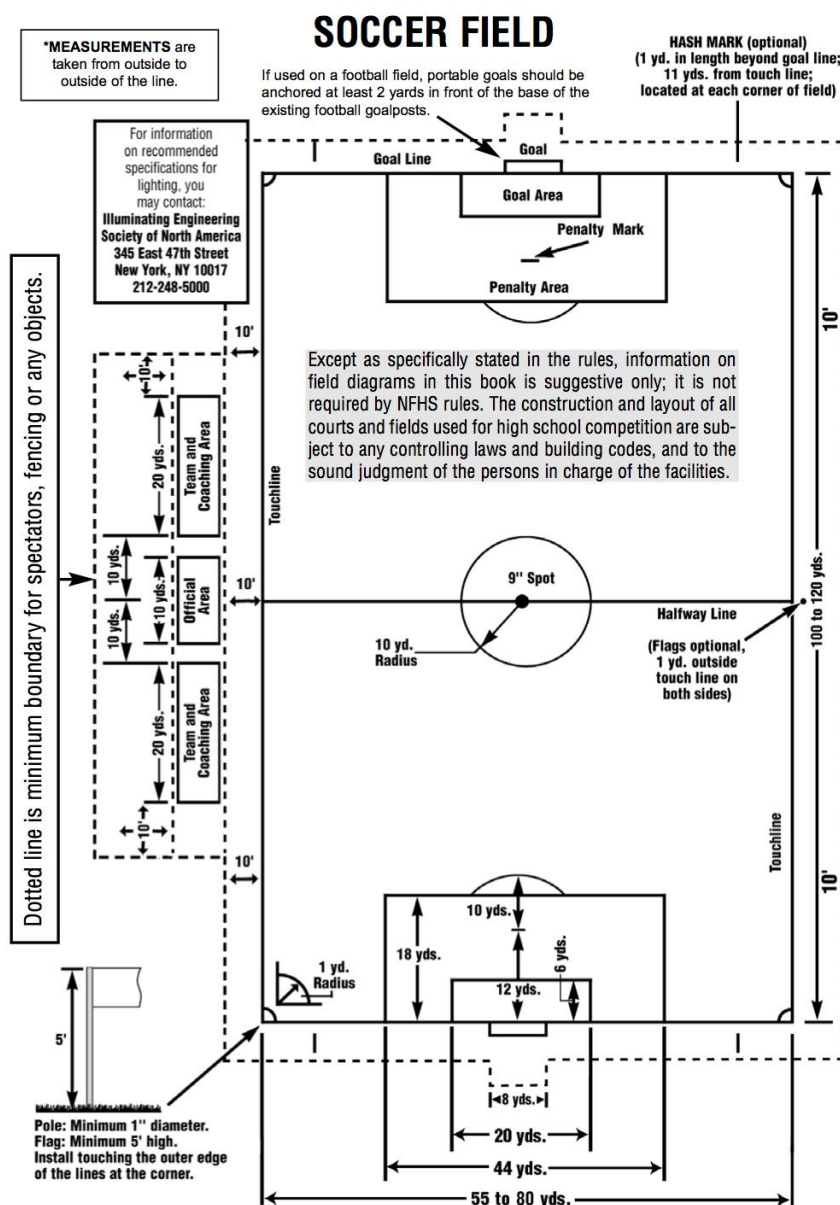 SOCCER FIELD
*MEASUREMENTS are
taken from outside to
outside of the line.
If used on a football field, portable goals should be
anchored at least 2 yards in front of the base of the
existing football goalposts.
HASH MARK (optional)
(1 yd. in length beyond goal line;
11 yds. from touch line;
located at each corner of field)
For information
on recommended
specifications for
lighting, you
may contact:
Illuminating Engineering
Society of North America
345 East 47th Street
New York, NY 10017
212-248-5000
Goal Line
Goal
Goal Area
Penalty Mark
Penalty Area
Dotted line is minimum boundary for spectators, fencing or any objects.
10'
10'
10'
Except as specifically stated in the rules, information on
field diagrams in this book is suggestive only; it is not
required by NFHS rules. The construction and layout of all
courts and fields used for high school competition are sub-
ject to any controlling laws and building codes, and to the
sound judgment of the persons in charge of the facilities.
20 yds.
Team and
Coaching Area
Touchline
10 yds.
10 yds.
10 yds.
Official
Area
10'
9" Spot
Halfway Line
100 to 120 yds.
10 yd.
Radius
(Flags optional,
1 yd. outside
touch line on
both sides)
20 yds.
Team and
Coaching Area
10'
10'
Touchline
10'
10 yds.
18 yds.
12 yds.
6 yds.
1 yd.
Radius
5'
8 yds.
20 yds.
44 yds.
55 to 80 yds.
Pole: Minimum 1" diameter.
Flag: Minimum 5' high.
Install touching the outer edge
of the lines at the corner.